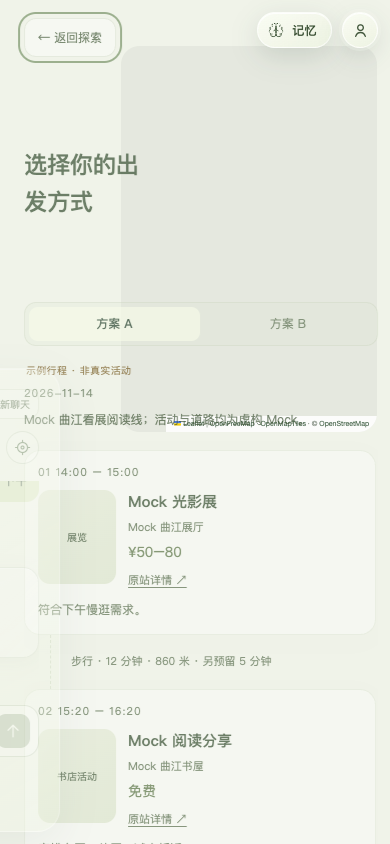 ← 返回探索
记忆
选择你的出
发方式
方案 A
方案 B
示例行程 · 非真实活动
2026-11-14
新聊天
Mock 曲江看展阅读线；活动与道路均为虚构 Mock。
Leaflet | OpenFreeMap © OpenMapTiles · © OpenStreetMap
01 14:00 — 15:00
展览
Mock 光影展
Mock 曲江展厅
¥50—80
原站详情 ↗
符合下午慢逛需求。
步行 · 12 分钟 · 860 米 · 另预留 5 分钟
02 15:20 — 16:20
书店活动
Mock 阅读分享
Mock 曲江书屋
免费
原站详情 ↗